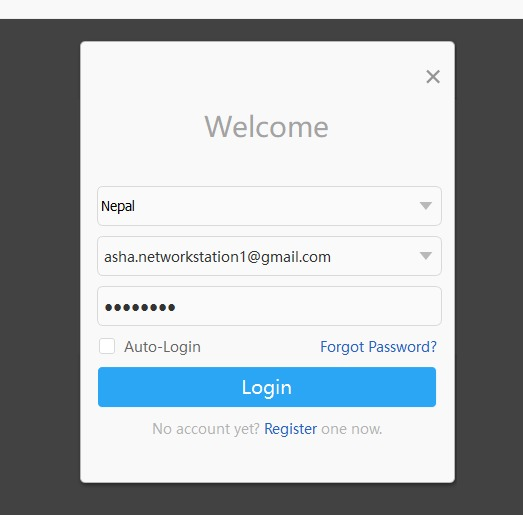 Welcome
Nepal
asha.networkstation1@gmail.com
●●●●●●●●
Auto-Login Forgot Password?
Login
No account yet? Register one now.